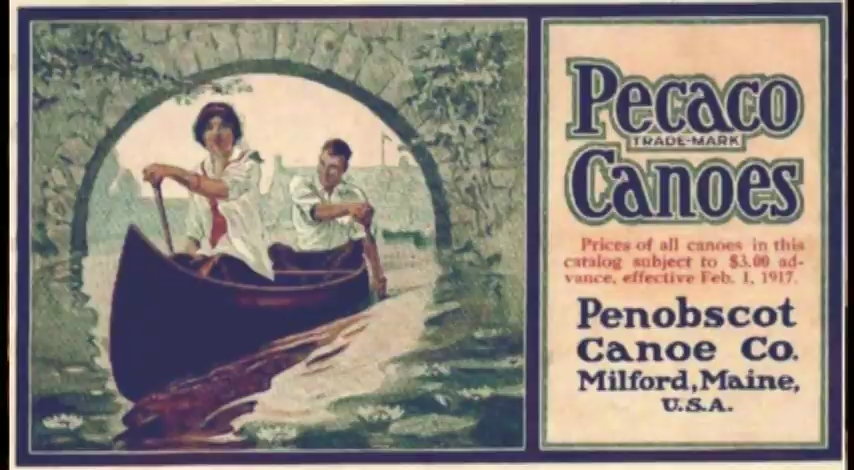 Pecaco
TRADE-MARK
Canoes
Prices of all canoes in this
catalog subject to $3.00 ad-
vance, effective Feb. 1, 1917.
Penobscot
Canoe Co.
Milford, Maine,
U.S.A.